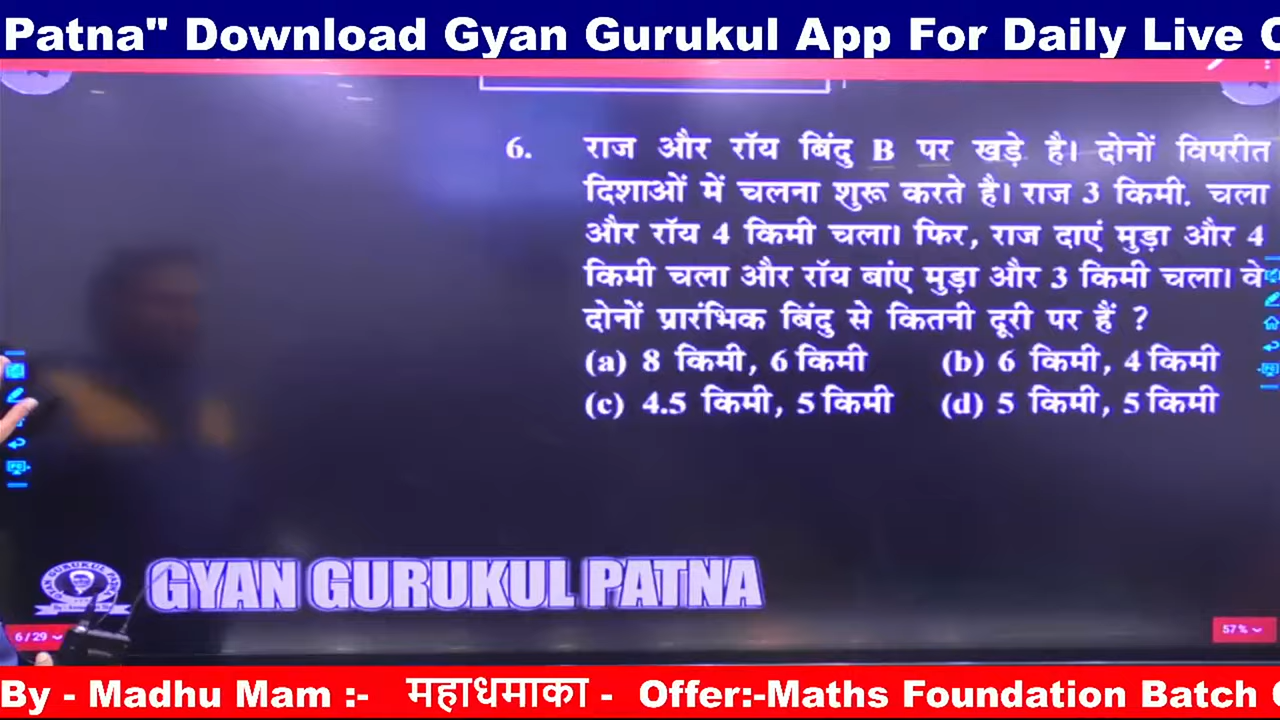 Patna" Download Gyan Gurukul App For Daily Live
6. राज और रॉय बिंदु B पर खड़े है। दोनों विपरीत
दिशाओं में चलना शुरू करते है। राज 3 किमी. चला
और रॉय 4 किमी चला। फिर, राज दाएं मुड़ा और 4
किमी चला और रॉय बांए मुड़ा और 3 किमी चला। वे
दोनों प्रारंभिक बिंदु से कितनी दूरी पर हैं ?
(a) 8 किमी, 6 किमी (b) 6 किमी, 4 किमी
(c) 4.5 किमी, 5 किमी (d) 5 किमी, 5 किमी
GYAN GURUKUL PATNA
6/29
57%
By - Madhu Mam :- महाधमाका - Offer:-Maths Foundation Batch